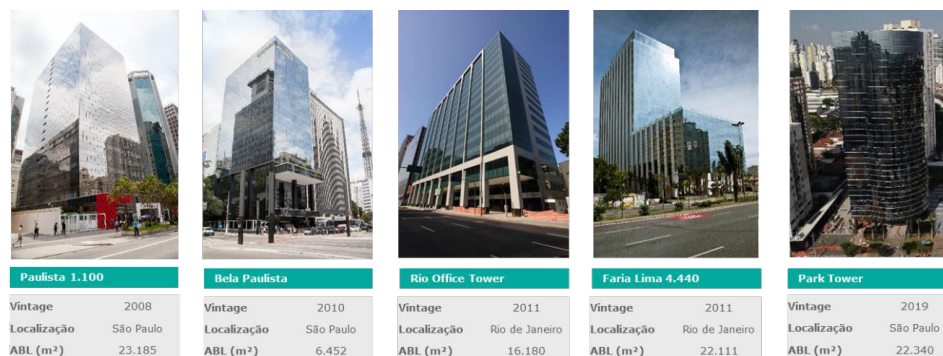 Paulista 1.100
Vintage 2008
Localização São Paulo
ABL (m²) 23.185
Bela Paulista
Vintage 2010
Localização São Paulo
ABL (m²) 6.452
Rio Office Tower
Vintage 2011
Localização Rio de Janeiro
ABL (m²) 16.180
Faria Lima 4.440
Vintage 2011
Localização Rio de Janeiro
ABL (m²) 22.111
Park Tower
Vintage 2019
Localização São Paulo
ABL (m²) 22.340